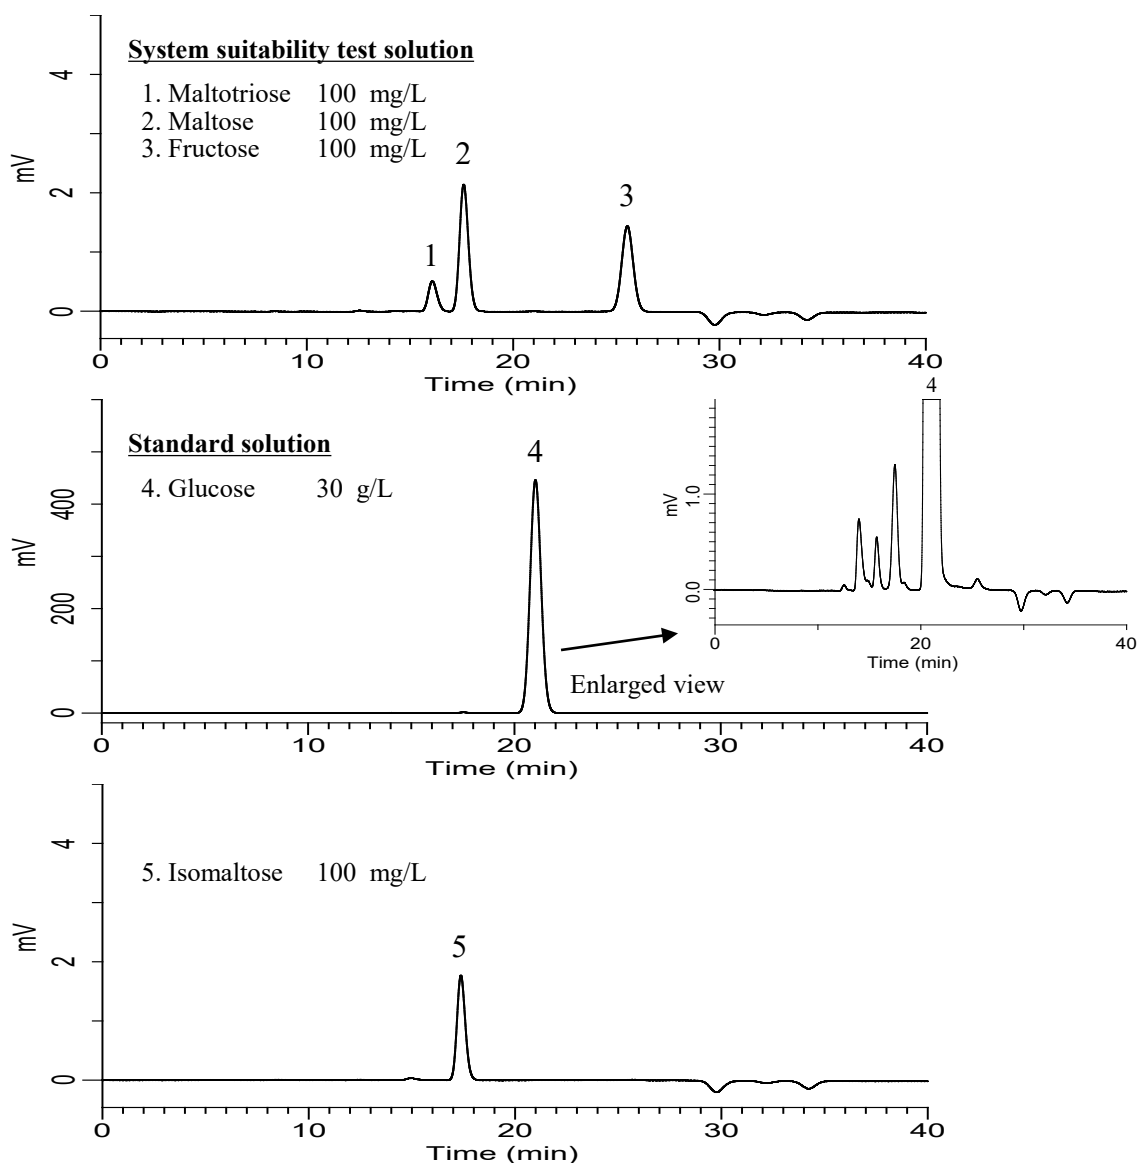 System suitability test solution
1. Maltotriose 100 mg/L
2. Maltose 100 mg/L
3. Fructose 100 mg/L
mV
4
2
0
1
2
3
0 10 20 30 40
Time (min)
Standard solution
4. Glucose 30 g/L
mV
400
200
0
4
0 10 20 30 40
Time (min)
Enlarged view
4
mV
1.0
0.0
0 20 40
Time (min)
5. Isomaltose 100 mg/L
mV
4
2
0
5
0 10 20 30 40
Time (min)